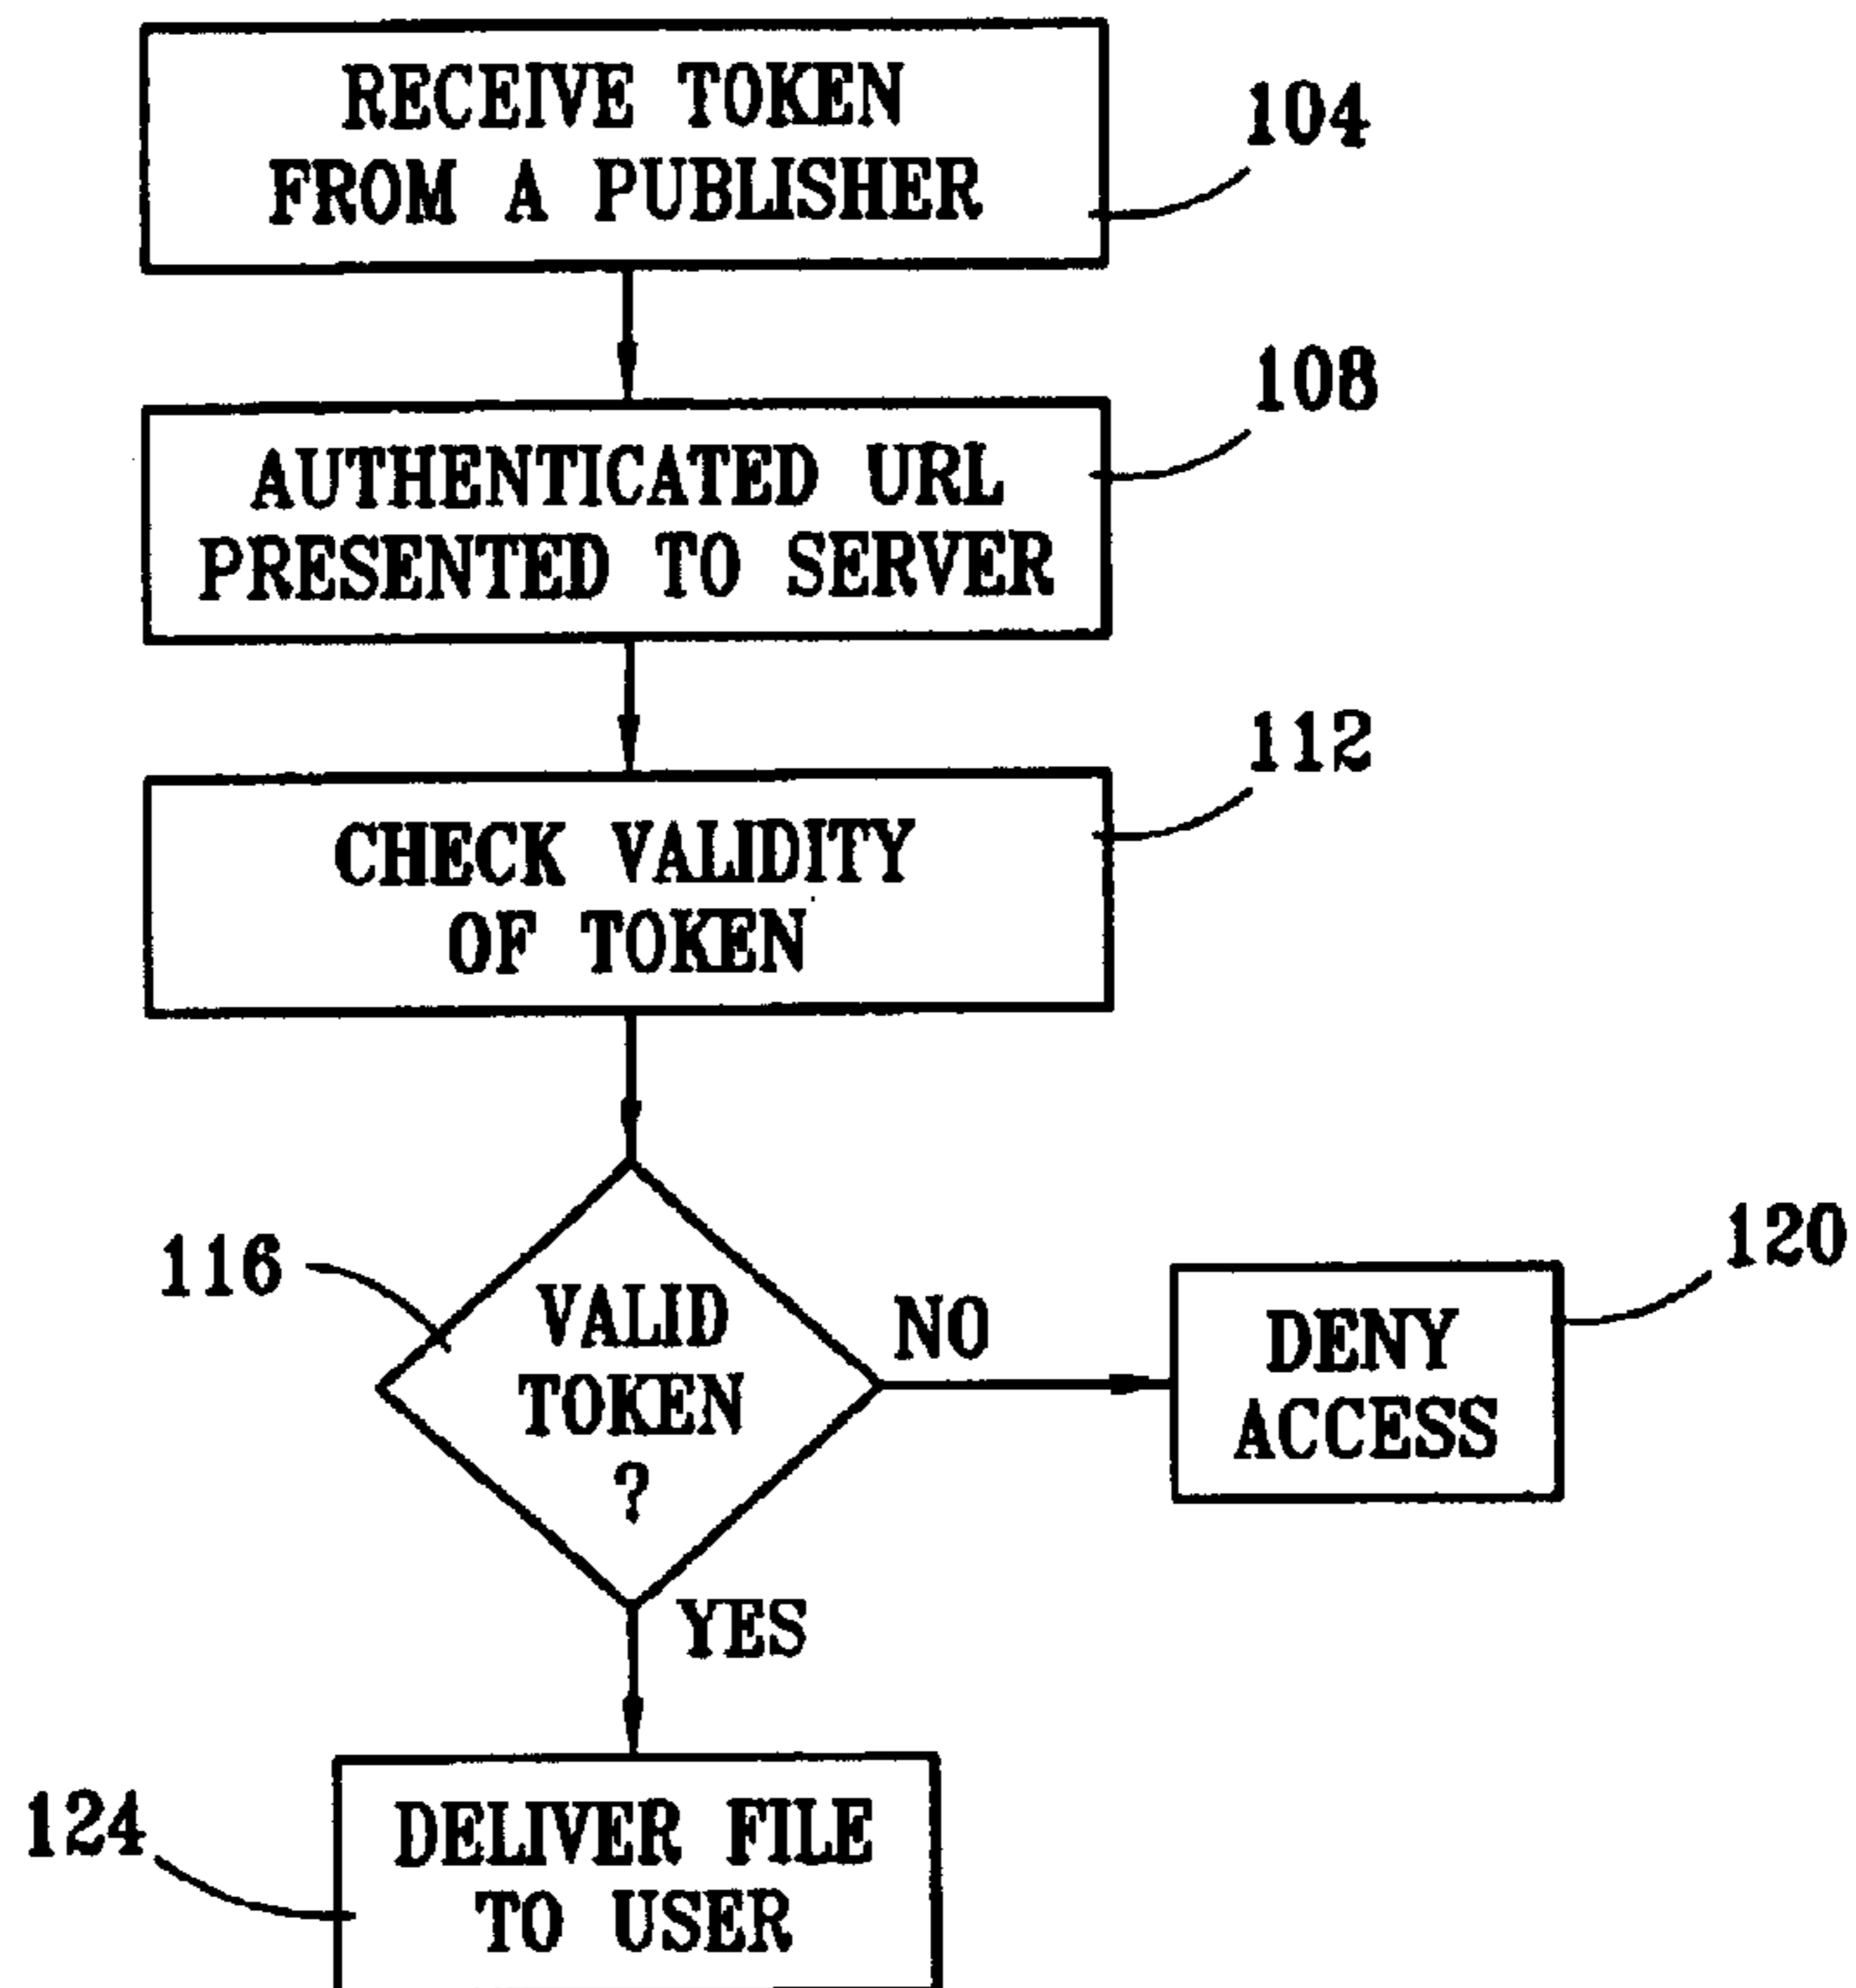 RECEIVE TOKEN
FROM A PUBLISHER
104
AUTHENTICATED URL
PRESENTED TO SERVER
108
CHECK VALIDITY
OF TOKEN
112
VALID
TOKEN
?
116
NO
DENY
ACCESS
120
YES
DELIVER FILE
TO USER
124